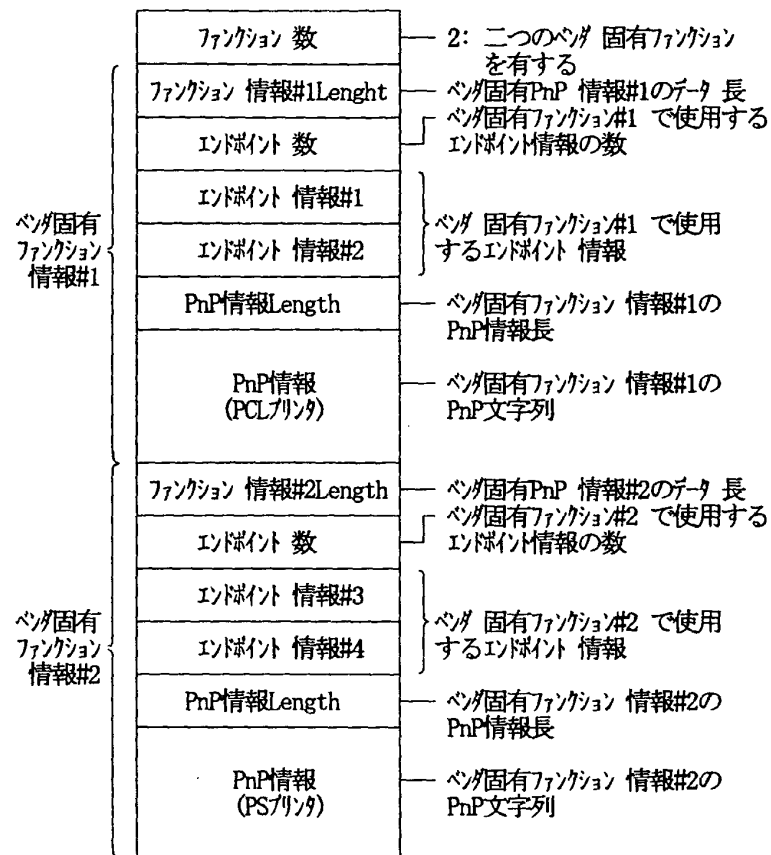 ファンクション 数
2: 二つのベンダ 固有ファンクション
を有する
ファンクション 情報#1Lenght
ベンダ固有PnP 情報#1のデータ 長
エンドポイント 数
ベンダ固有ファンクション#1 で使用する
エンドポイント情報の数
ベンダ固有
ファンクション
情報#1
エンドポイント 情報#1
エンドポイント 情報#2
ベンダ 固有ファンクション#1 で使用
するエンドポイント 情報
PnP情報Length
ベンダ固有ファンクション 情報#1の
PnP情報長
PnP情報
(PCLプリンタ)
ベンダ固有ファンクション 情報#1の
PnP文字列
ファンクション 情報#2Length
ベンダ固有PnP 情報#2のデータ 長
エンドポイント 数
ベンダ固有ファンクション#2 で使用する
エンドポイント情報の数
ベンダ固有
ファンクション
情報#2
エンドポイント 情報#3
エンドポイント 情報#4
ベンダ 固有ファンクション#2 で使用
するエンドポイント 情報
PnP情報Length
ベンダ固有ファンクション 情報#2の
PnP情報長
PnP情報
(PSプリンタ)
ベンダ固有ファンクション 情報#2の
PnP文字列